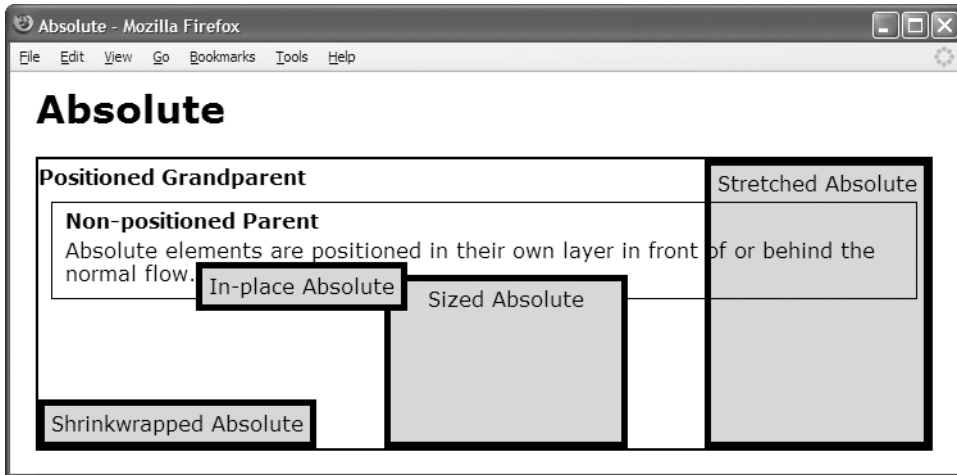 Absolute - Mozilla Firefox
File Edit View Go Bookmarks Tools Help
Absolute
Positioned Grandparent
Stretched Absolute
Non-positioned Parent
Absolute elements are positioned in their own layer in front of or behind the
normal flow.
In-place Absolute
Sized Absolute
Shrinkwrapped Absolute